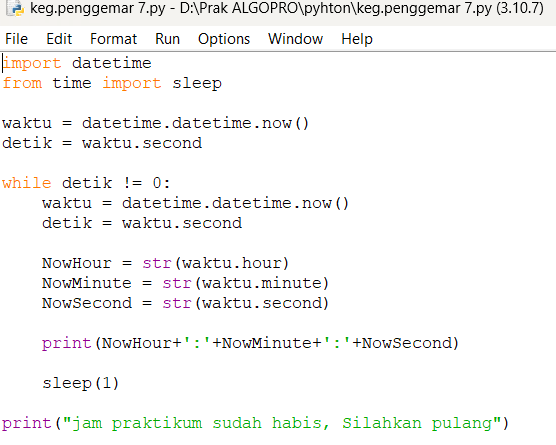 keg.penggemar 7.py - D:\Prak ALGOPRO\pyhton\keg.penggemar 7.py (3.10.7)
File Edit Format Run Options Window Help
import datetime
from time import sleep
waktu = datetime.datetime.now()
detik = waktu.second
while detik != 0:
    waktu = datetime.datetime.now()
    detik = waktu.second
    NowHour = str(waktu.hour)
    NowMinute = str(waktu.minute)
    NowSecond = str(waktu.second)
    print(NowHour+':'+NowMinute+':'+NowSecond)
    sleep(1)
print("jam praktikum sudah habis, Silahkan pulang")